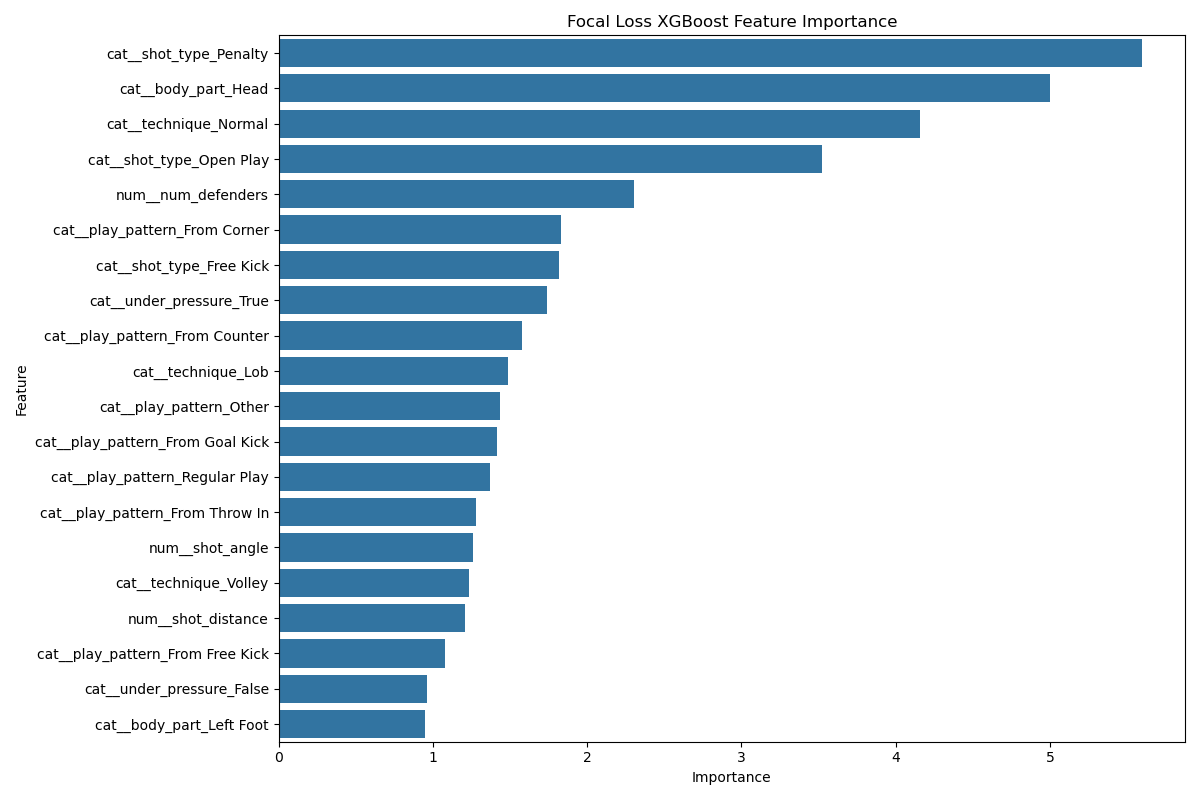 Focal Loss XGBoost Feature Importance
cat__shot_type_Penalty
cat__body_part_Head
cat__technique_Normal
cat__shot_type_Open Play
num__num_defenders
cat__play_pattern_From Corner
cat__shot_type_Free Kick
cat__under_pressure_True
cat__play_pattern_From Counter
cat__technique_Lob
cat__play_pattern_Other
cat__play_pattern_From Goal Kick
cat__play_pattern_Regular Play
cat__play_pattern_From Throw In
num__shot_angle
cat__technique_Volley
num__shot_distance
cat__play_pattern_From Free Kick
cat__under_pressure_False
cat__body_part_Left Foot
Feature
0 1 2 3 4 5
Importance